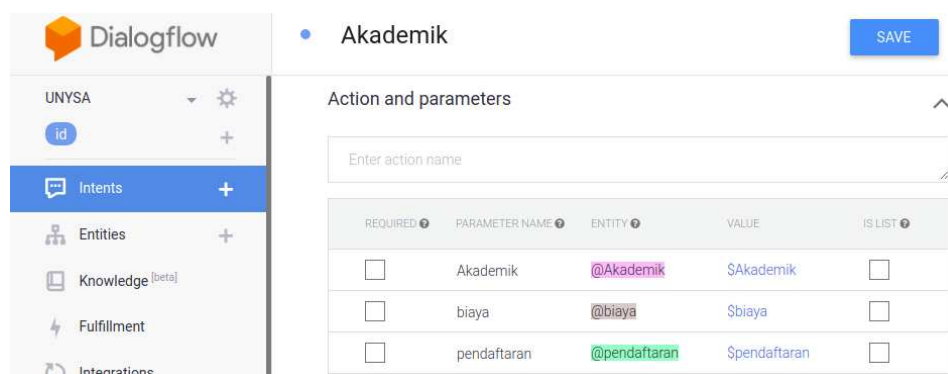 Dialogflow
UNYSA
id
Intents
Entities
Knowledge [beta]
Fulfillment
Integrations
Akademik
SAVE
Action and parameters
Enter action name
REQUIRED PARAMETER NAME ENTITY VALUE IS LIST
Akademik @Akademik $Akademik
biaya @biaya $biaya
pendaftaran @pendaftaran $pendaftaran